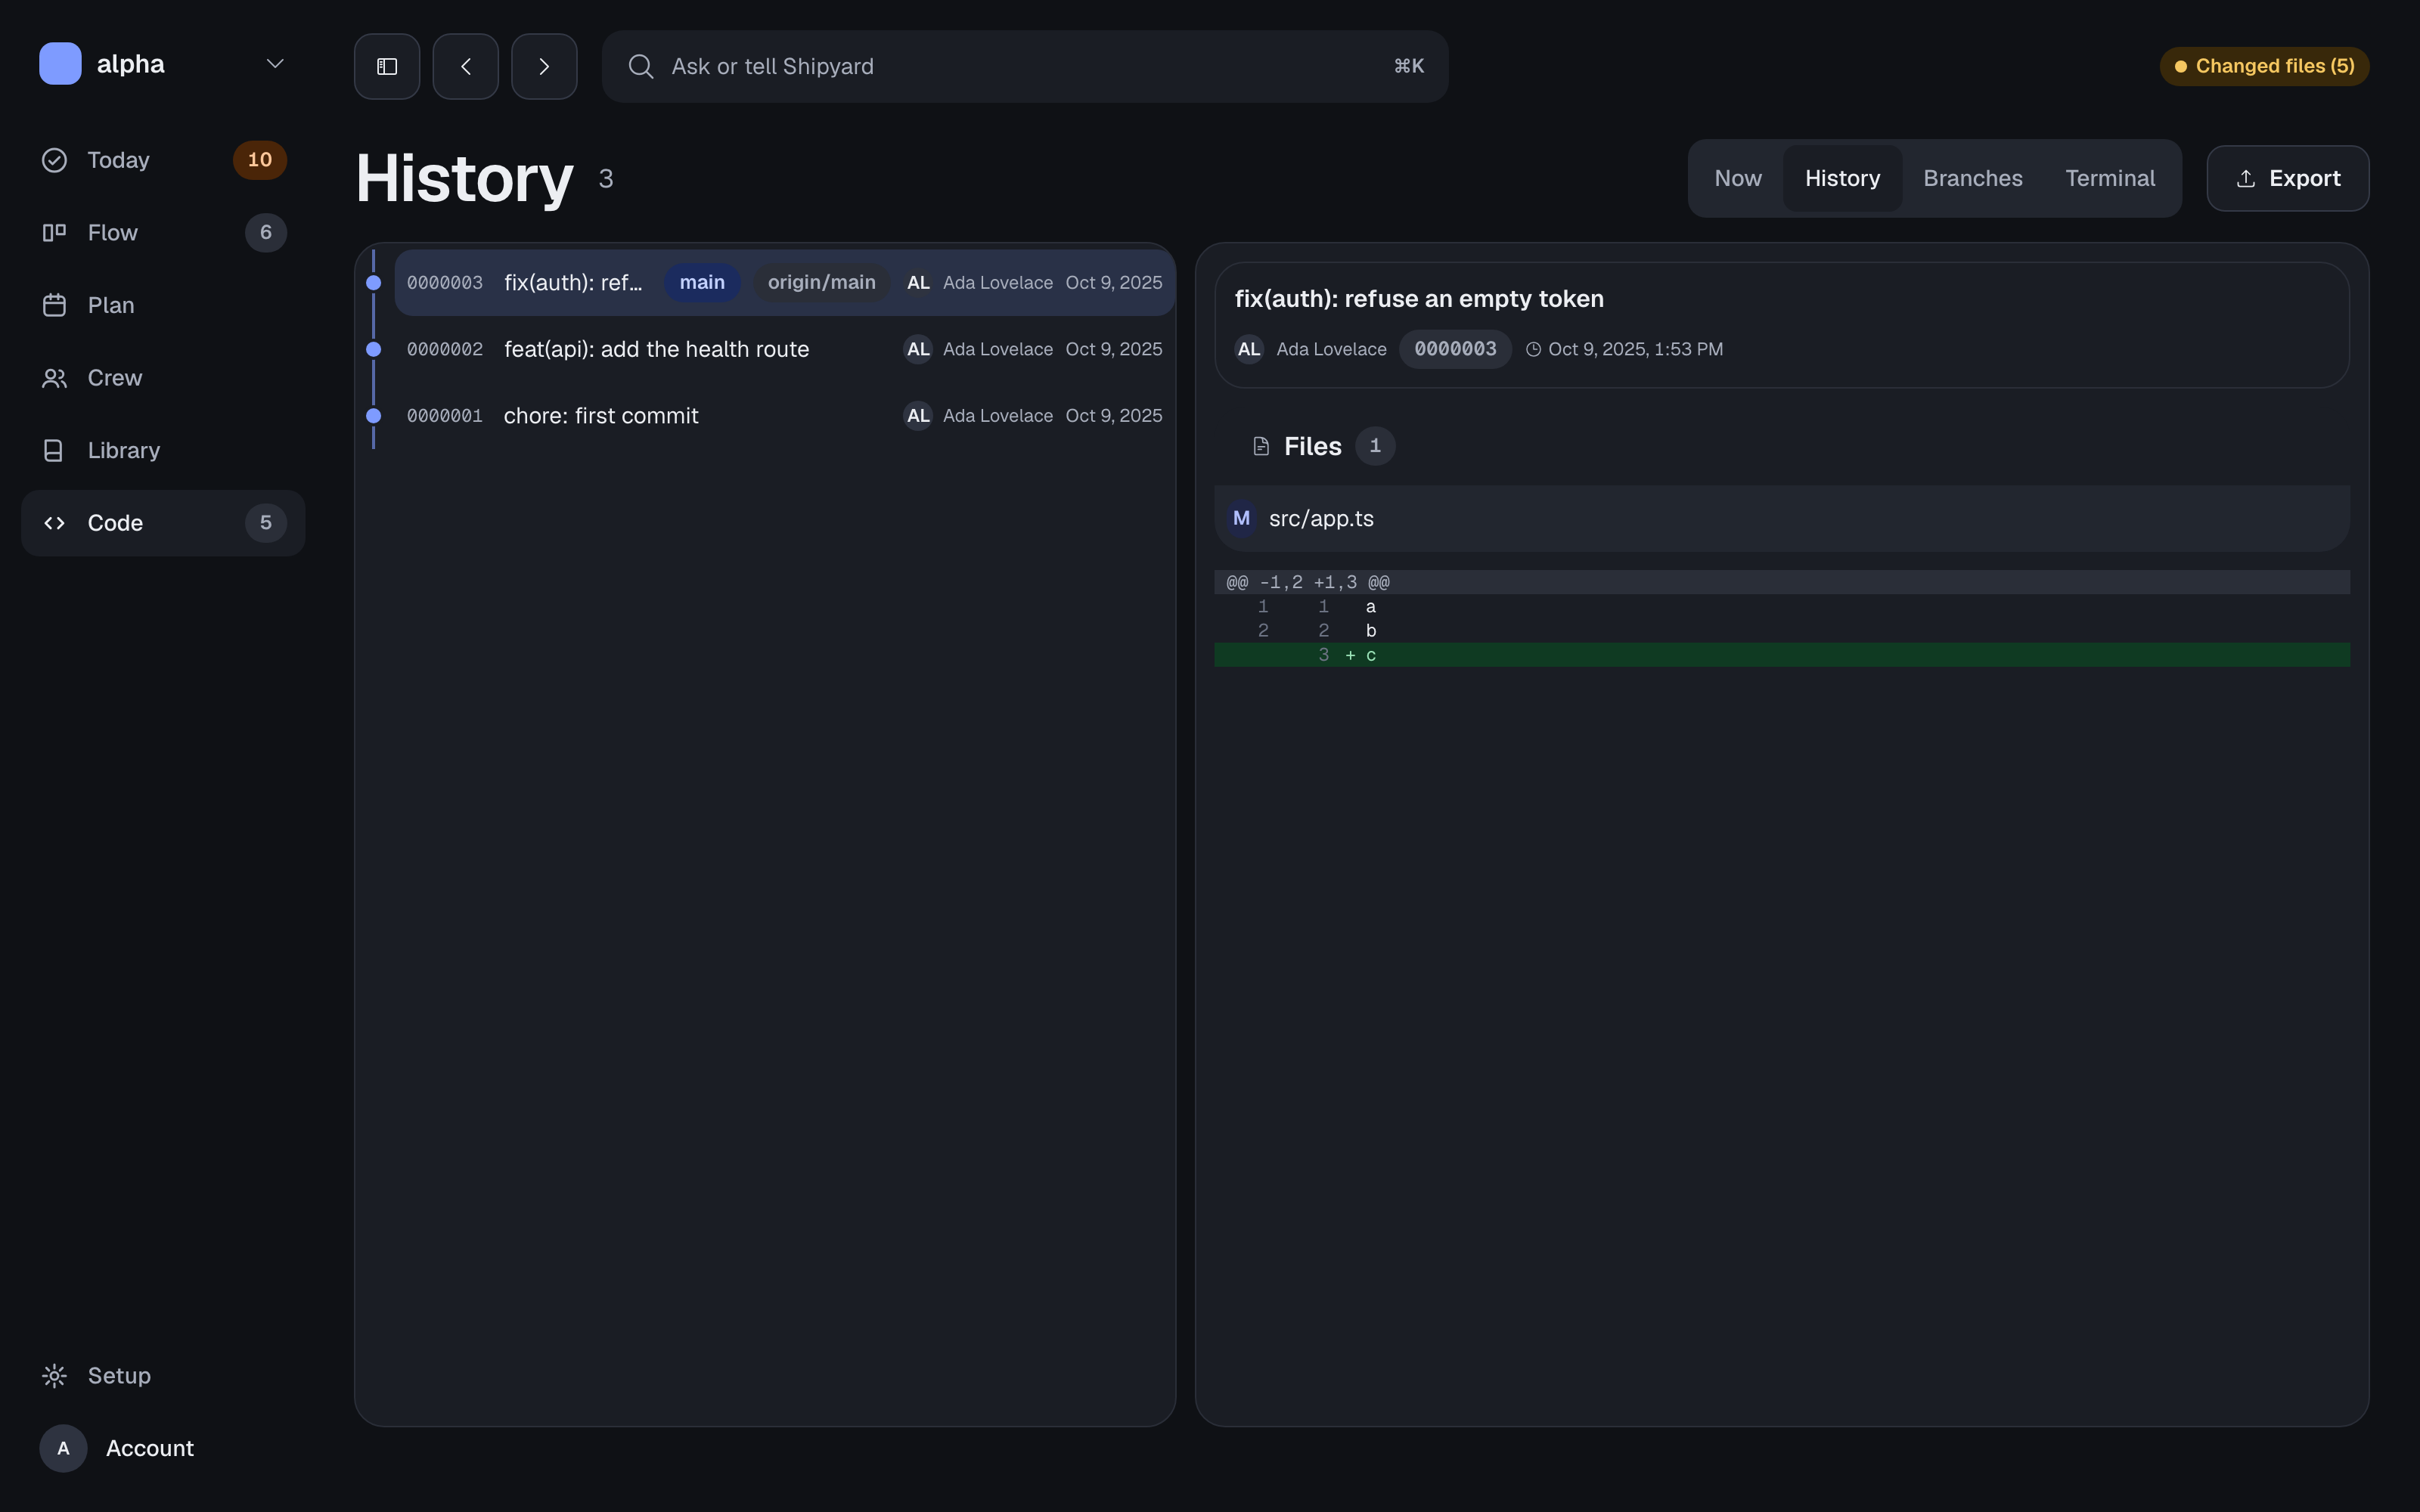 alpha
Ask or tell Shipyard ⌘K
Changed files (5)
Today 10
Flow 6
Plan
Crew
Library
Code 5
Setup
A Account
History 3
Now History Branches Terminal
Export
0000003 fix(auth): ref… main origin/main AL Ada Lovelace Oct 9, 2025
0000002 feat(api): add the health route AL Ada Lovelace Oct 9, 2025
0000001 chore: first commit AL Ada Lovelace Oct 9, 2025
fix(auth): refuse an empty token
AL Ada Lovelace 0000003 Oct 9, 2025, 1:53 PM
Files 1
M src/app.ts
@@ -1,2 +1,3 @@
1 1 a
2 2 b
3 + c